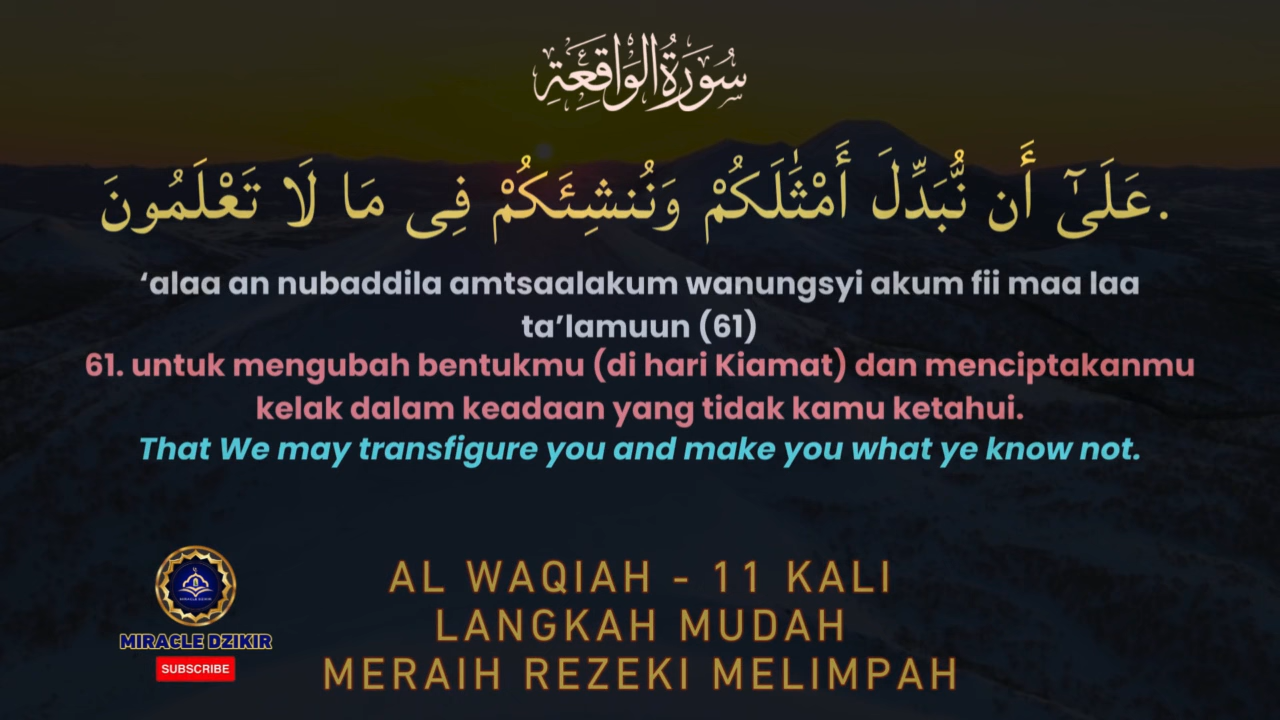 سُورَةُ الوَاقِعَةِ
عَلَىٰٓ أَن نُّبَدِّلَ أَمْثَٰلَكُمْ وَنُنشِئَكُمْ فِى مَا لَا تَعْلَمُونَ.
‘alaa an nubaddila amtsaalakum wanungsyi akum fii maa laa
ta’lamuun (61)
61. untuk mengubah bentukmu (di hari Kiamat) dan menciptakanmu
kelak dalam keadaan yang tidak kamu ketahui.
That We may transfigure you and make you what ye know not.
AL WAQIAH - 11 KALI
LANGKAH MUDAH
MERAIH REZEKI MELIMPAH
MIRACLE DZIKIR
MIRACLE DZIKIR
SUBSCRIBE